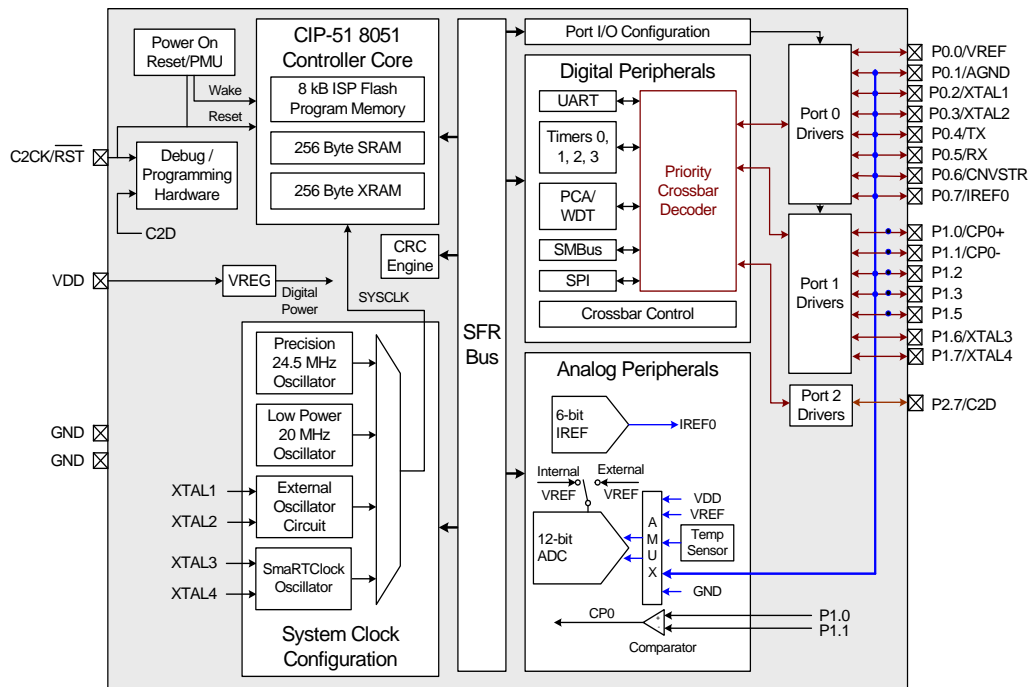 Power On
Reset/PMU
Wake
Reset
C2CK/RST
Debug /
Programming
Hardware
C2D
VDD
VREG
Digital
Power
GND
GND
XTAL1
XTAL2
XTAL3
XTAL4
CIP-51 8051
Controller Core
8 kB ISP Flash
Program Memory
256 Byte SRAM
256 Byte XRAM
CRC
Engine
SYSCLK
Precision
24.5 MHz
Oscillator
Low Power
20 MHz
Oscillator
External
Oscillator
Circuit
SmaRTClock
Oscillator
System Clock
Configuration
SFR
Bus
Port I/O Configuration
Digital Peripherals
UART
Timers 0,
1, 2, 3
PCA/
WDT
SMBus
SPI
Priority
Crossbar
Decoder
Crossbar Control
Analog Peripherals
6-bit
IREF
IREF0
Internal
External
VREF
VREF
12-bit
ADC
A
M
U
X
VDD
VREF
Temp
Sensor
GND
CP0
+
-
Comparator
P1.0
P1.1
Port 0
Drivers
Port 1
Drivers
Port 2
Drivers
P0.0/VREF
P0.1/AGND
P0.2/XTAL1
P0.3/XTAL2
P0.4/TX
P0.5/RX
P0.6/CNV/STR
P0.7/IREF0
P1.0/CP0+
P1.1/CP0-
P1.2
P1.3
P1.5
P1.6/XTAL3
P1.7/XTAL4
P2.7/C2D